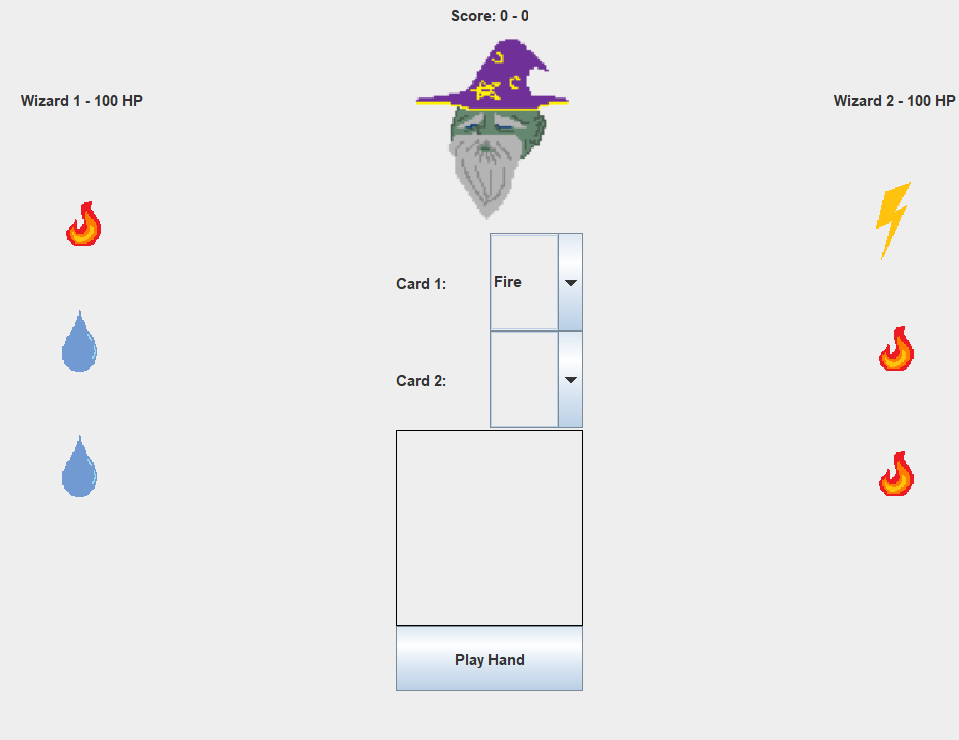 Score: 0 - 0
Wizard 1 - 100 HP
Wizard 2 - 100 HP
Card 1:
Fire
Card 2:
Play Hand